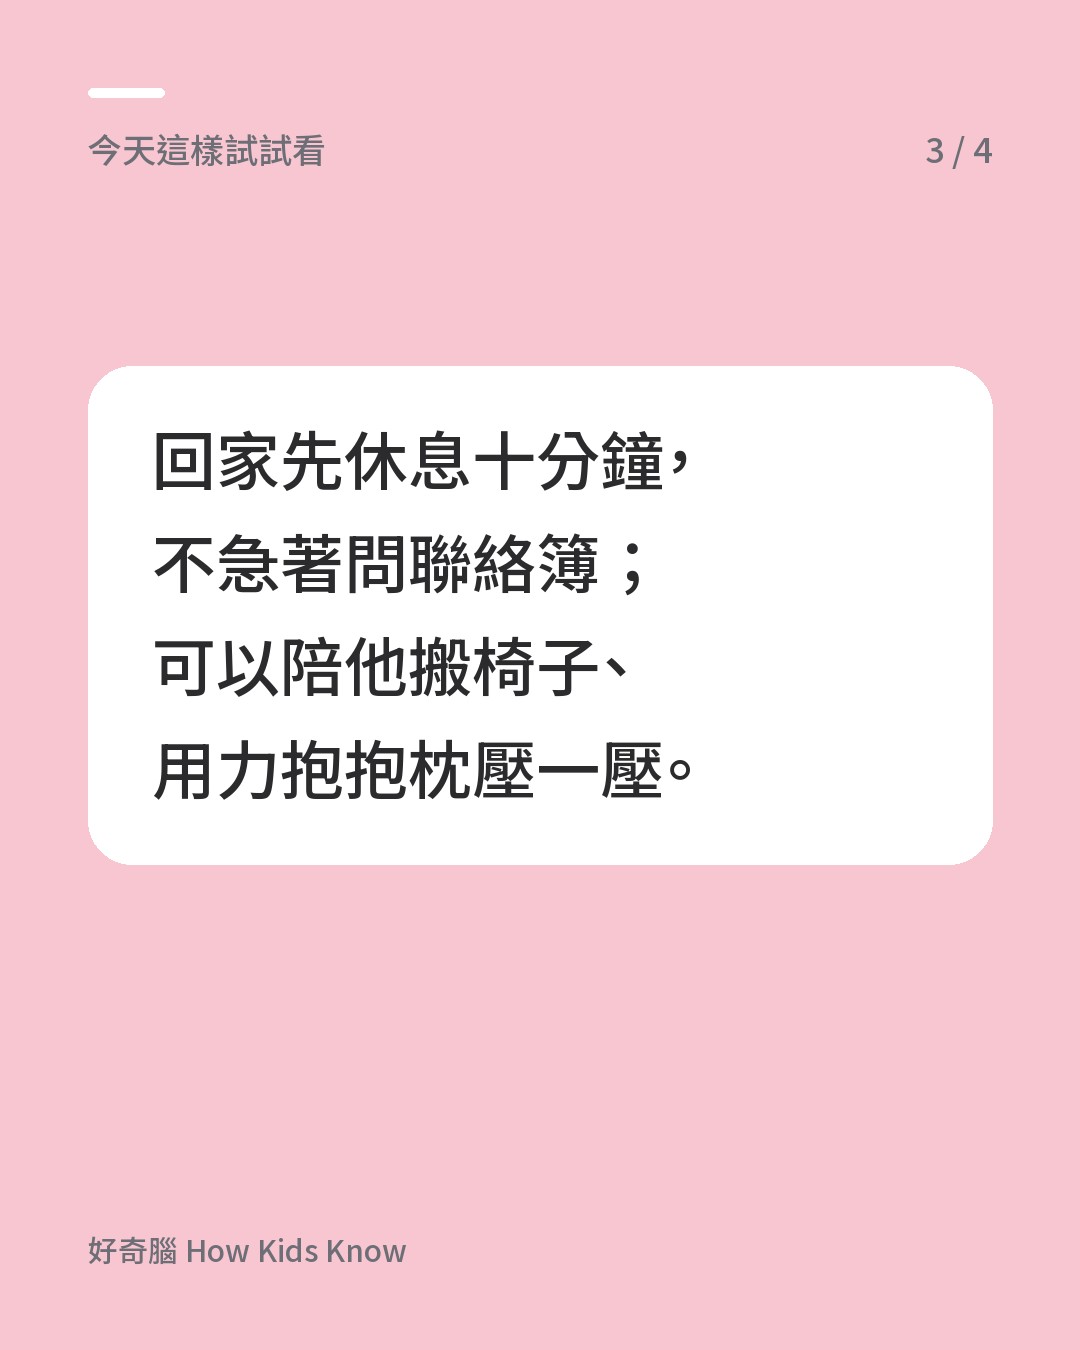 今天這樣試試看
3 / 4
回家先休息十分鐘，
不急著問聯絡簿；
可以陪他搬椅子、
用力抱抱枕壓一壓。
好奇腦 How Kids Know